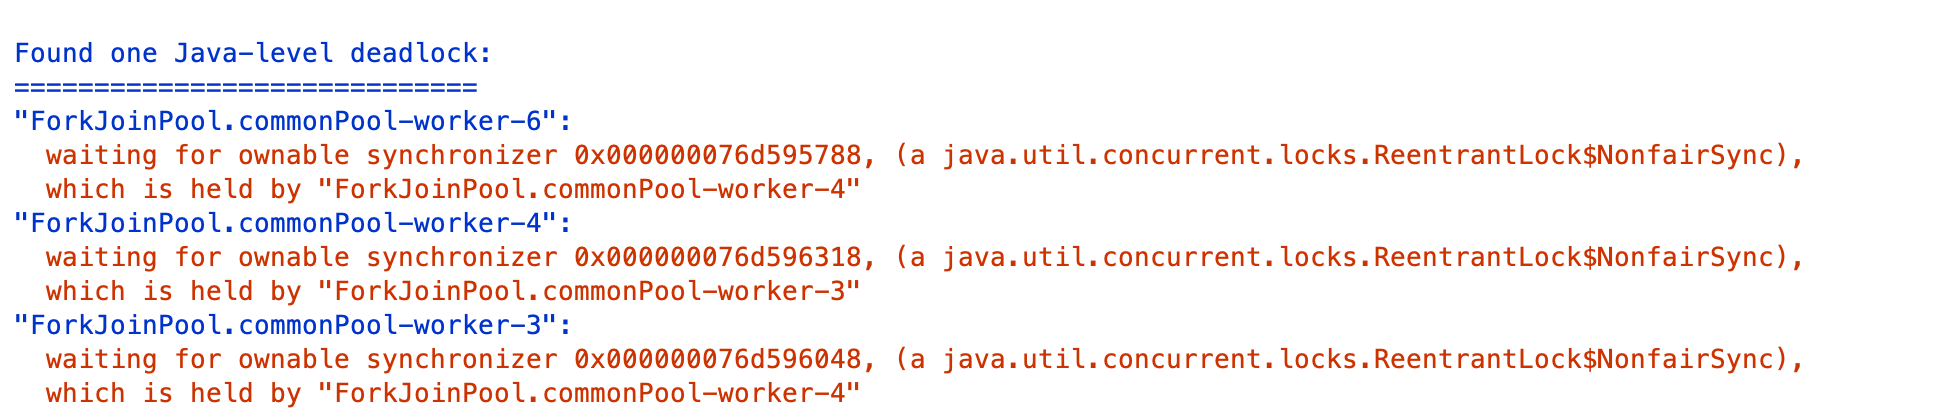 Found one Java-level deadlock:
=============================
"ForkJoinPool.commonPool-worker-6":
  waiting for ownable synchronizer 0x000000076d595788, (a java.util.concurrent.locks.ReentrantLock$NonfairSync),
  which is held by "ForkJoinPool.commonPool-worker-4"
"ForkJoinPool.commonPool-worker-4":
  waiting for ownable synchronizer 0x000000076d596318, (a java.util.concurrent.locks.ReentrantLock$NonfairSync),
  which is held by "ForkJoinPool.commonPool-worker-3"
"ForkJoinPool.commonPool-worker-3":
  waiting for ownable synchronizer 0x000000076d596048, (a java.util.concurrent.locks.ReentrantLock$NonfairSync),
  which is held by "ForkJoinPool.commonPool-worker-4"